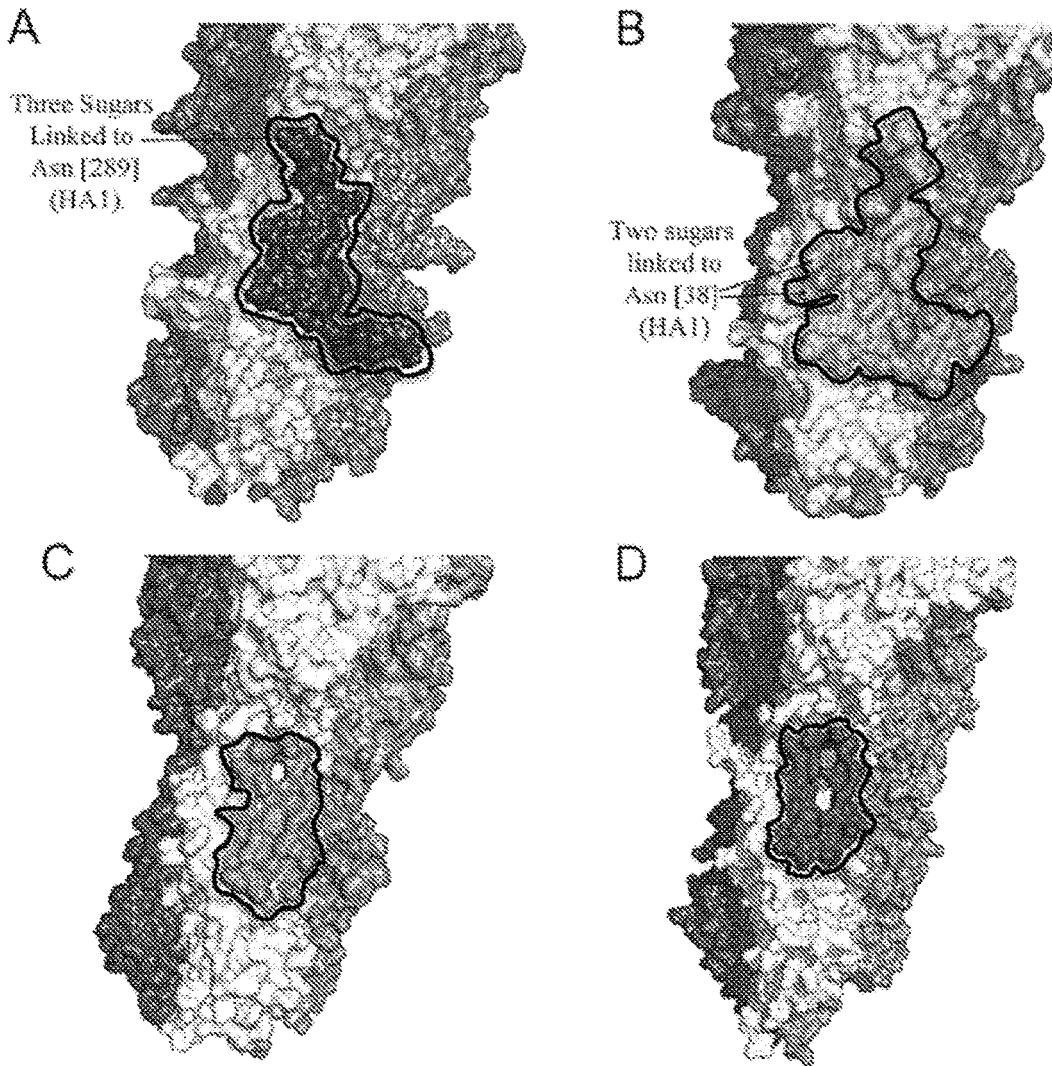 A
B
Three Sugars
Linked to
Asn [289]
(HA1).
Two sugars
linked to
Asn [38]
(HA1)
C
D